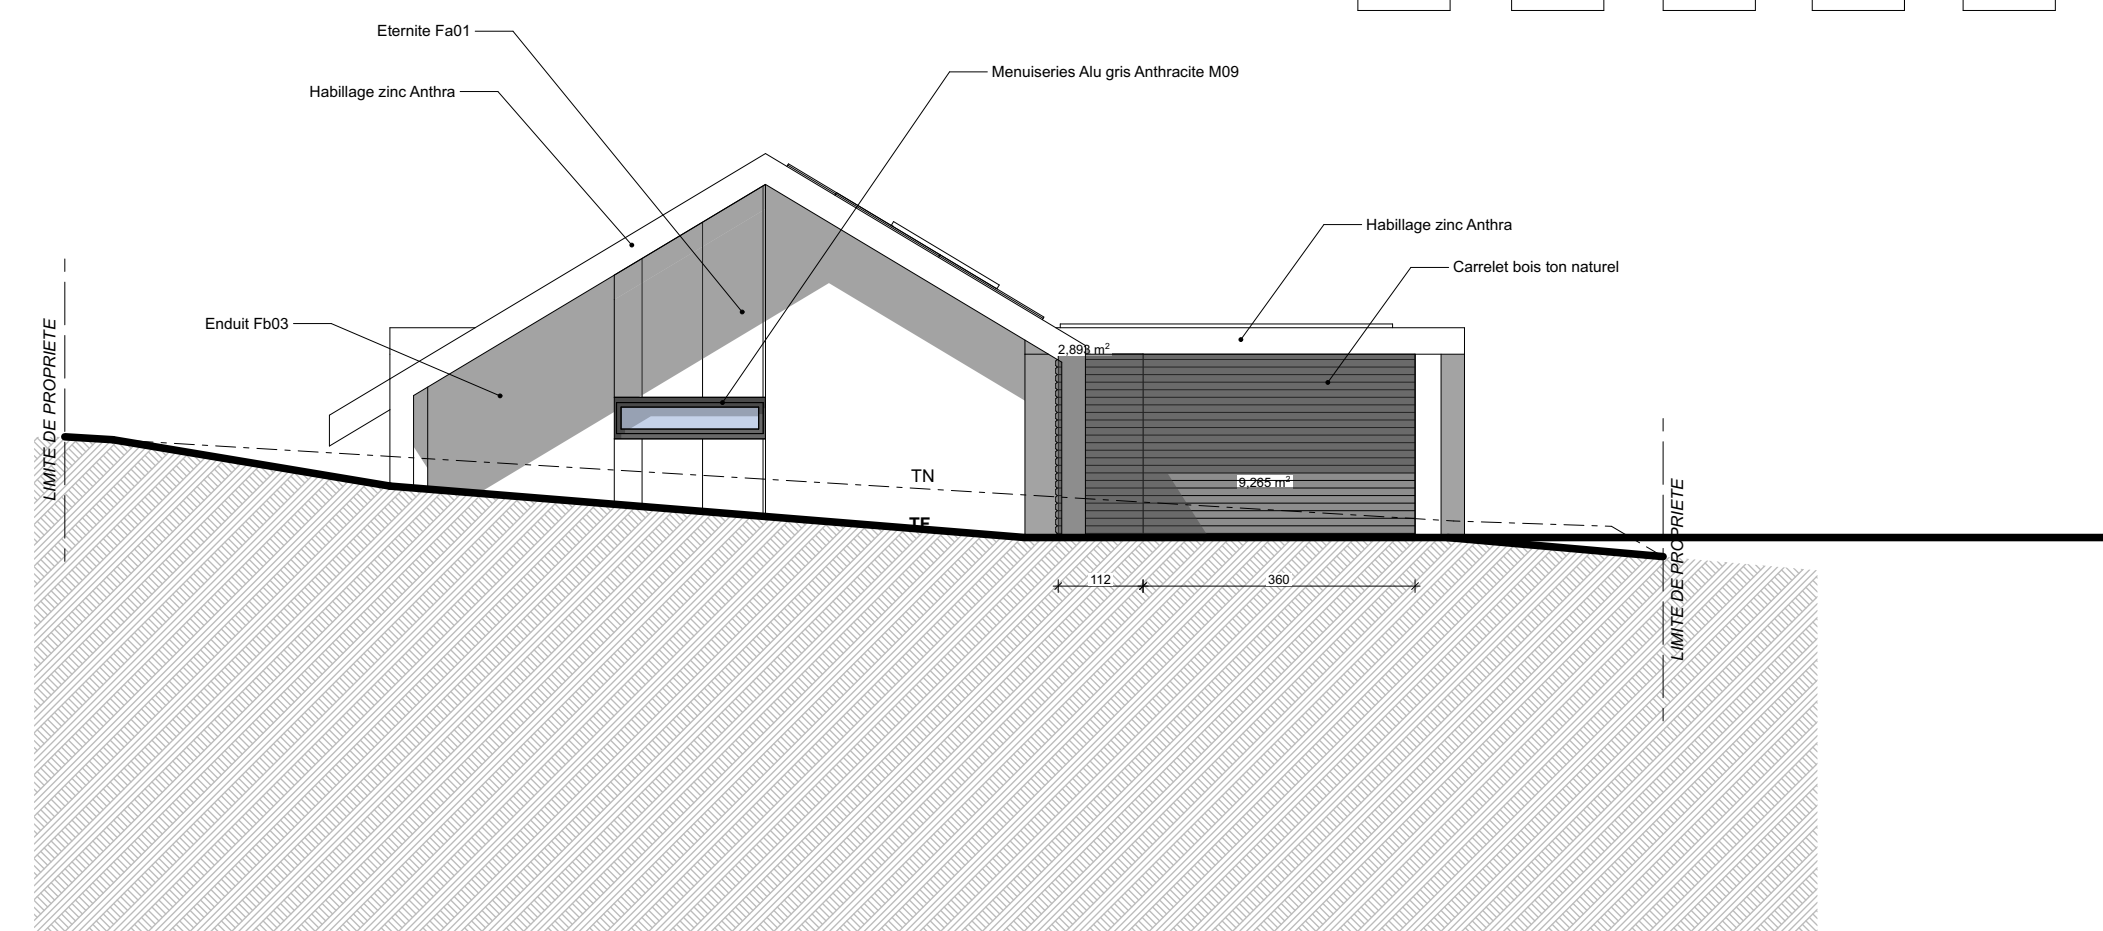 Eternite Fa01
Menuiseries Alu gris Anthracite M09
Habillage zinc Anthra
Habillage zinc Anthra
Carrelet bois ton naturel
Enduit Fb03
LIMITE DE PROPRIETE
2,893 m²
TN
9,265 m²
TF
LIMITE DE PROPRIETE
112
360